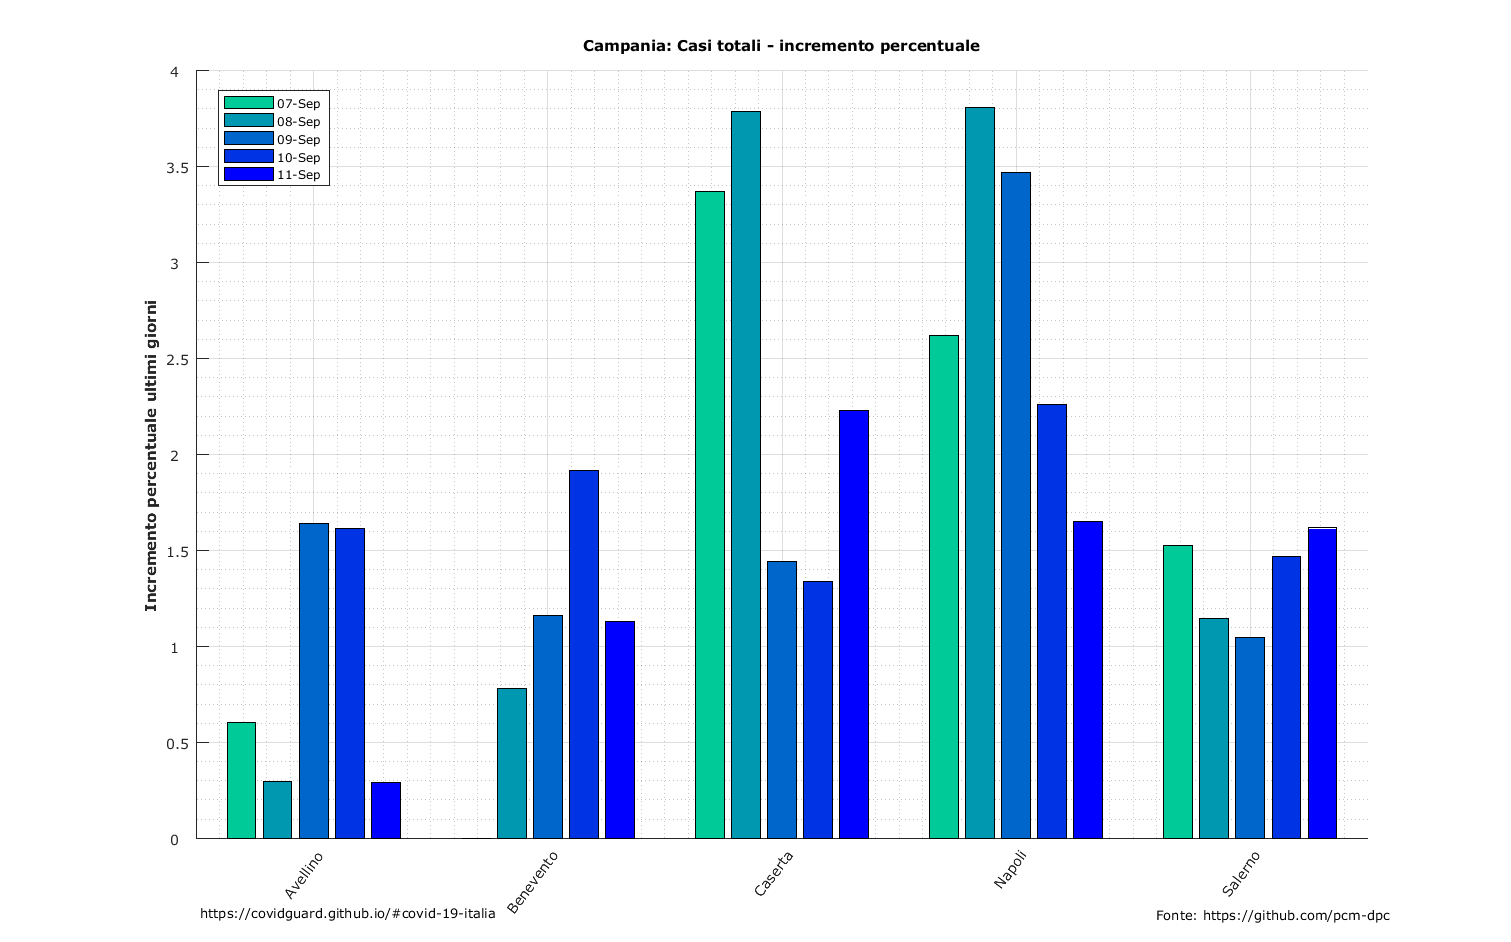 Campania: Casi totali - incremento percentuale
4
3.5
3
2.5
2
1.5
1
0.5
0
Incremento percentuale ultimi giorni
07-Sep
08-Sep
09-Sep
10-Sep
11-Sep
Avellino
Benevento
Caserta
Napoli
Salerno
https://covidguard.github.io/#covid-19-italia
Fonte: https://github.com/pcm-dpc